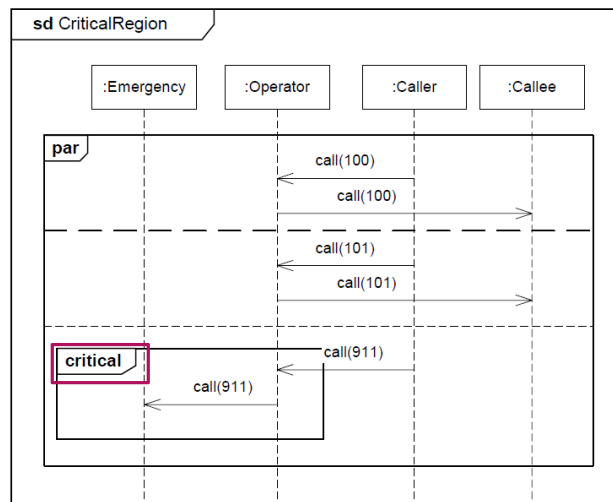 sd CriticalRegion
:Emergency
:Operator
:Caller
:Callee
par
call(100)
call(100)
call(101)
call(101)
critical
call(911)
call(911)